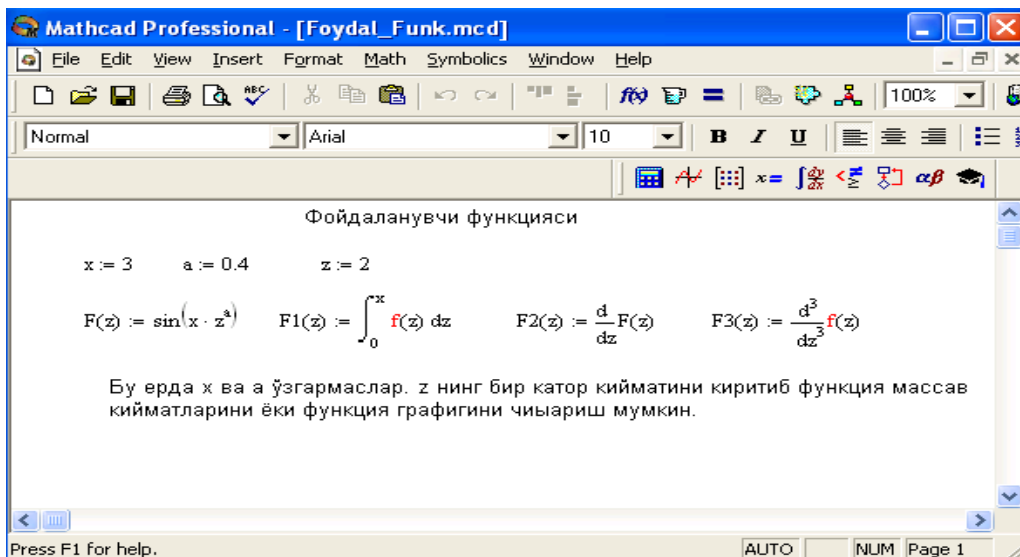 Mathcad Professional - [Foydal_Funk.mcd]
File Edit View Insert Format Math Symbolics Window Help
100%
Normal Arial 10 B I U
Фойдаланувчи функцияси
x := 3 a := 0.4 z := 2
F(z) := sin(x · z^a) F1(z) := ∫_0^x f(z) dz F2(z) := d/dz F(z) F3(z) := d^3/dz^3 f(z)
Бу ерда х ва а ўзгармаслар. z нинг бир катор кийматини киритиб функция массав
кийматларини ёки функция графигини чиыариш мумкин.
Press F1 for help. AUTO NUM Page 1